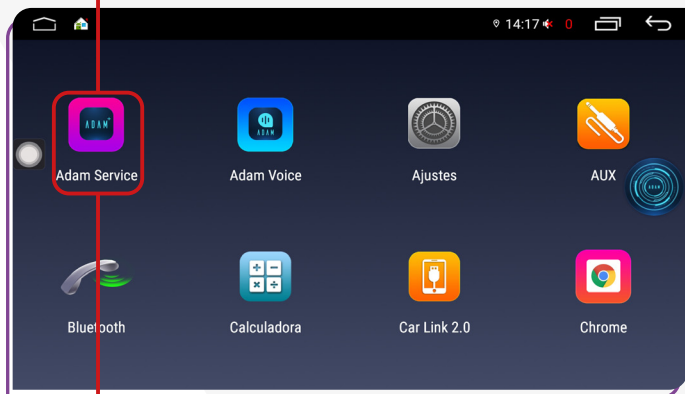 14:17 0
ADAM
ADAM
Adam Service
Adam Voice
Ajustes
AUX
ADAM
Bluetooth
Calculadora
Car Link 2.0
Chrome